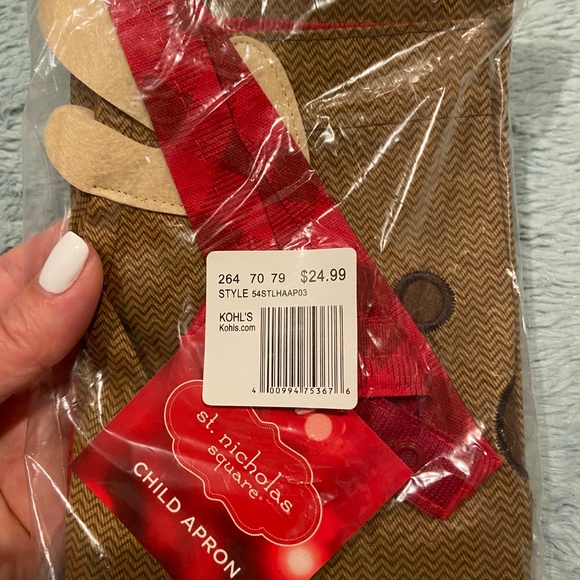 264 70 79 $24.99
STYLE 54STLHAAP03
KOHL'S
Kohls.com
4 00994 75367 6
st. nicholas
square
CHILD APRON